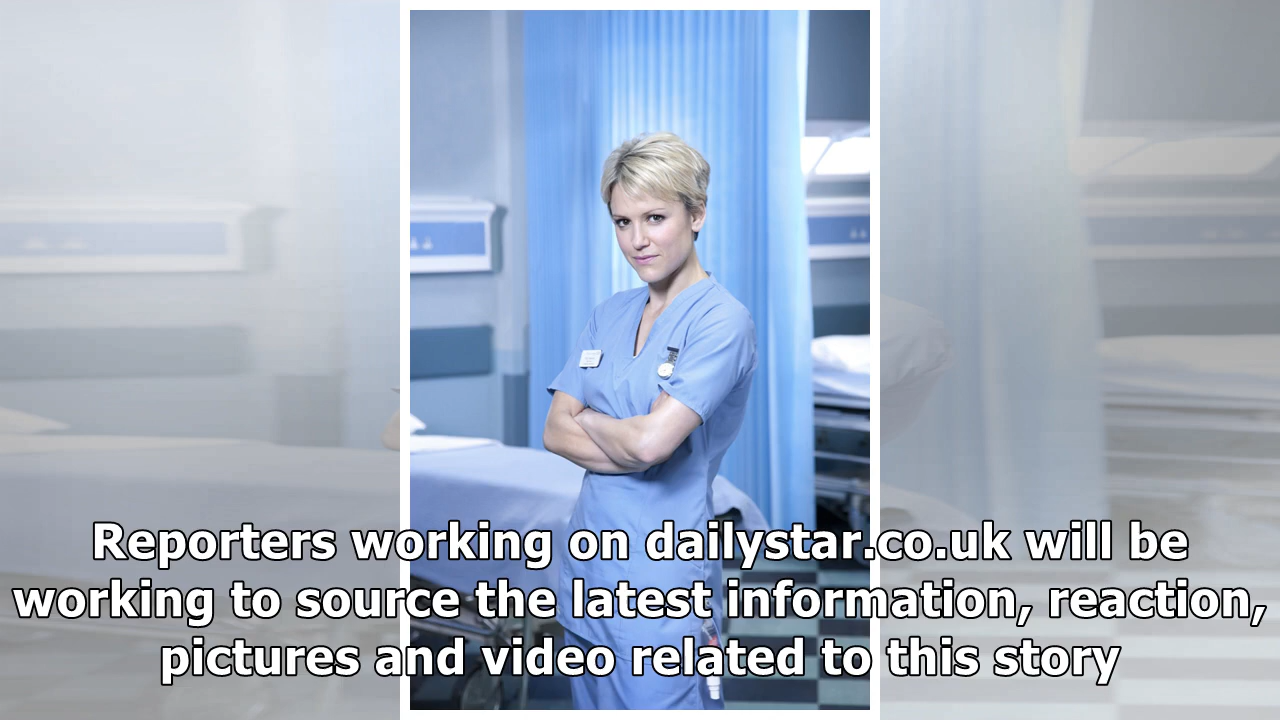 Reporters working on dailystar.co.uk will be
working to source the latest information, reaction,
pictures and video related to this story